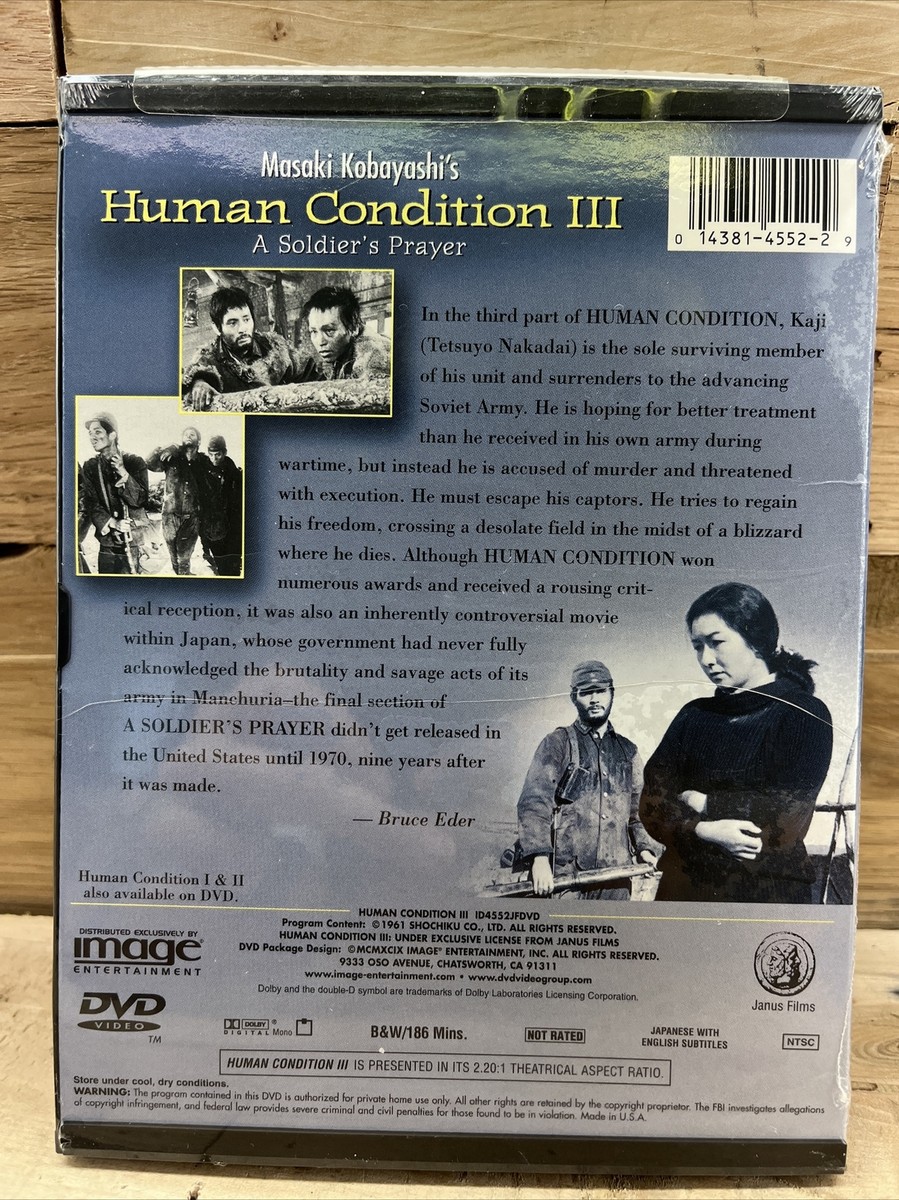 Masaki Kobayashi's
Human Condition III
A Soldier's Prayer
0 14381-4552-2 9
In the third part of HUMAN CONDITION, Kaji
(Tetsuyo Nakadai) is the sole surviving member
of his unit and surrenders to the advancing
Soviet Army. He is hoping for better treatment
than he received in his own army during
wartime, but instead he is accused of murder and threatened
with execution. He must escape his captors. He tries to regain
his freedom, crossing a desolate field in the midst of a blizzard
where he dies. Although HUMAN CONDITION won
numerous awards and received a rousing crit-
ical reception, it was also an inherently controversial movie
within Japan, whose government had never fully
acknowledged the brutality and savage acts of its
army in Manchuria–the final section of
A SOLDIER'S PRAYER didn't get released in
the United States until 1970, nine years after
it was made.
— Bruce Eder
Human Condition I & II
also available on DVD.
DISTRIBUTED EXCLUSIVELY BY
image®
ENTERTAINMENT
DVD
VIDEO
TM
HUMAN CONDITION III ID4552JFDVD
Program Content: ©1961 SHOCHIKU CO., LTD. ALL RIGHTS RESERVED.
HUMAN CONDITION III: UNDER EXCLUSIVE LICENSE FROM JANUS FILMS
DVD Package Design: ©MCMXCIX IMAGE® ENTERTAINMENT, INC. ALL RIGHTS RESERVED.
9333 OSO AVENUE, CHATSWORTH, CA 91311
www.image-entertainment.com • www.dvdvideogroup.com
Dolby and the double-D symbol are trademarks of Dolby Laboratories Licensing Corporation.
Janus Films
DOLBY ®
DIGITAL Mono
B&W/186 Mins.
NOT RATED
JAPANESE WITH
ENGLISH SUBTITLES
NTSC
HUMAN CONDITION III IS PRESENTED IN ITS 2.20:1 THEATRICAL ASPECT RATIO.
Store under cool, dry conditions.
WARNING: The program contained in this DVD is authorized for private home use only. All other rights are retained by the copyright proprietor. The FBI investigates allegations
of copyright infringement, and federal law provides severe criminal and civil penalties for those found to be in violation. Made in U.S.A.